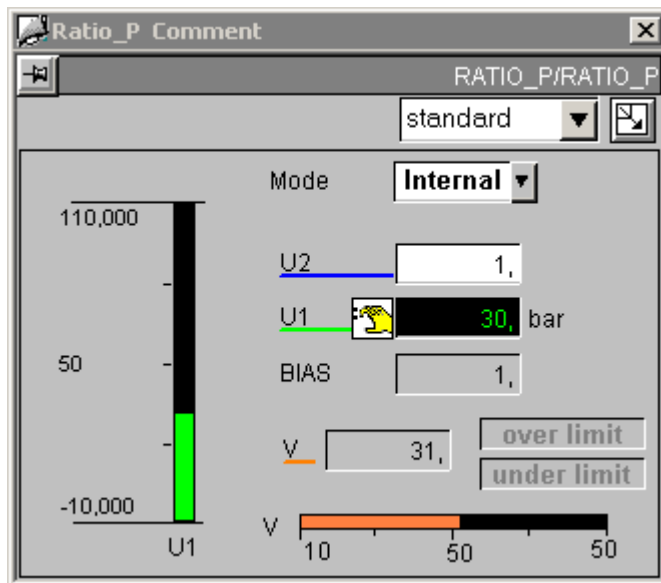 Ratio_P Comment
RATIO_P/RATIO_P
standard
Mode Internal
110,000
U2 1,
U1 30, bar
50
BIAS 1,
V 31, over limit
under limit
-10,000
V
10 50 50
U1